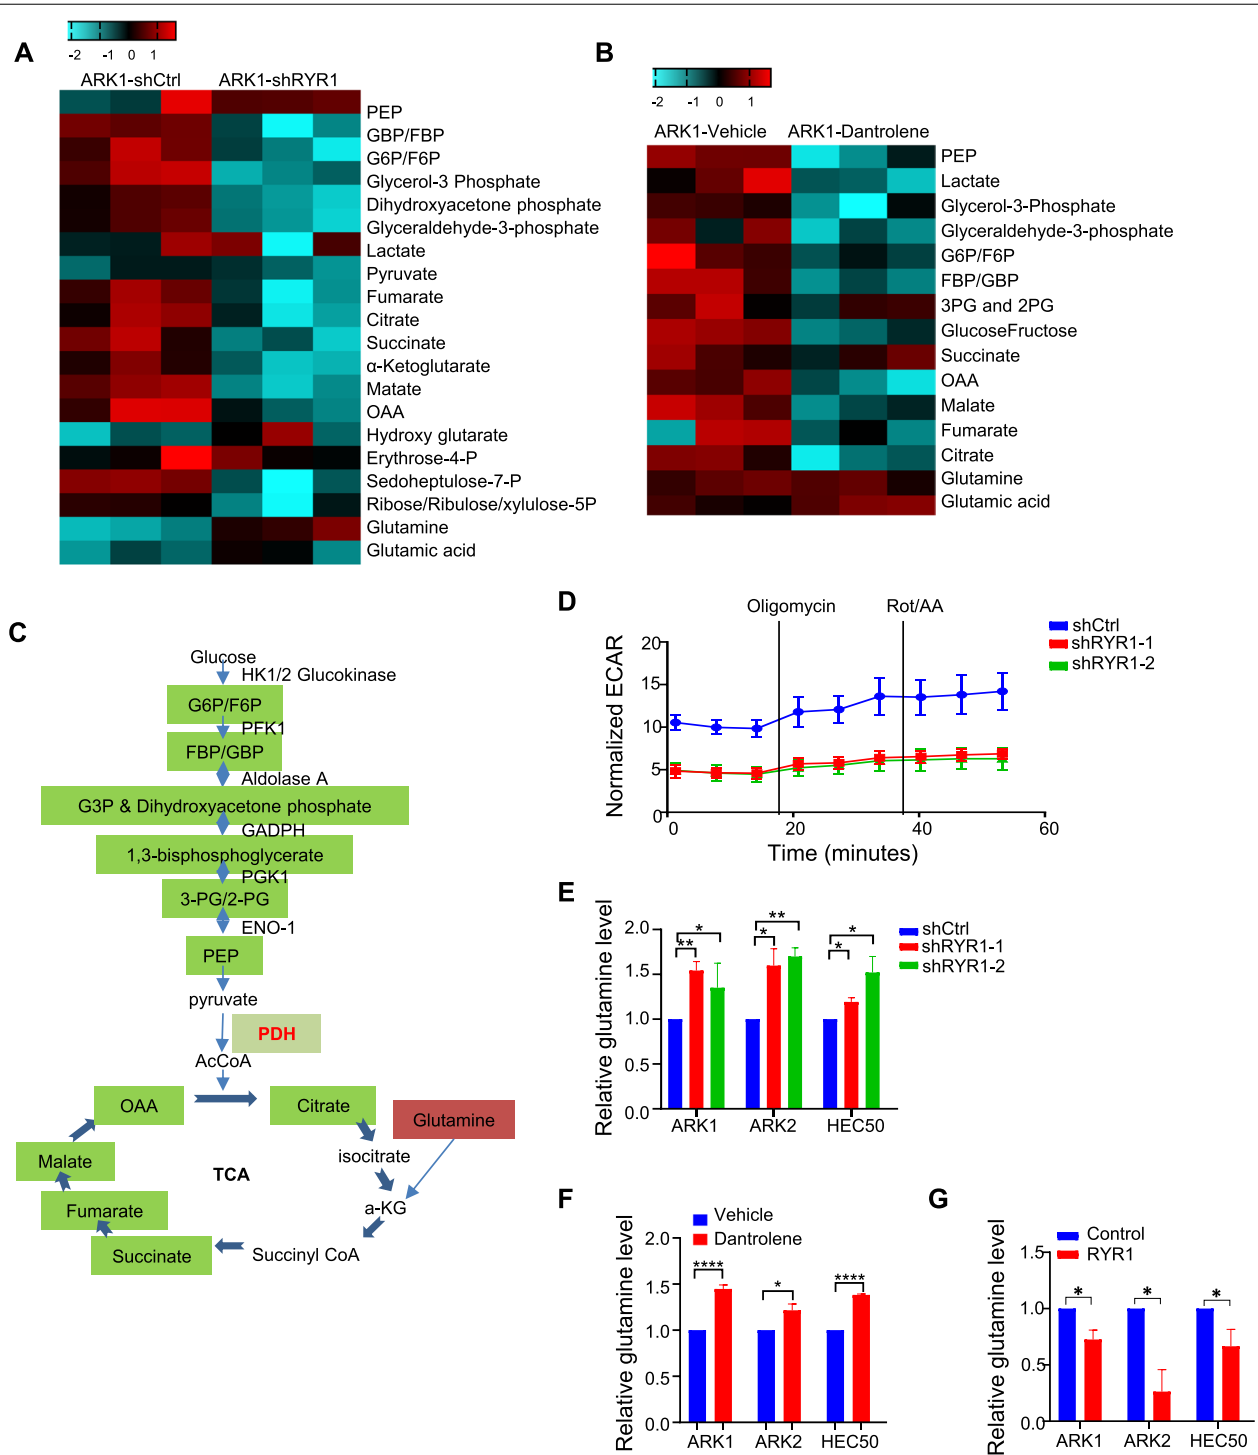 A
-2 -1 0 1
ARK1-shCtrl ARK1-shRYR1
PEP
GBP/FBP
G6P/F6P
Glycerol-3 Phosphate
Dihydroxyacetone phosphate
Glyceraldehyde-3-phosphate
Lactate
Pyruvate
Fumarate
Citrate
Succinate
α-Ketoglutarate
Matate
OAA
Hydroxy glutarate
Erythrose-4-P
Sedoheptulose-7-P
Ribose/Ribulose/xylulose-5P
Glutamine
Glutamic acid
B
-2 -1 0 1
ARK1-Vehicle ARK1-Dantrolene
PEP
Lactate
Glycerol-3-Phosphate
Glyceraldehyde-3-phosphate
G6P/F6P
FBP/GBP
3PG and 2PG
GlucoseFructose
Succinate
OAA
Malate
Fumarate
Citrate
Glutamine
Glutamic acid
C
Glucose
HK1/2 Glucokinase
G6P/F6P
PFK1
FBP/GBP
Aldolase A
G3P & Dihydroxyacetone phosphate
GADPH
1,3-bisphosphoglycerate
PGK1
3-PG/2-PG
ENO-1
PEP
pyruvate
PDH
AcCoA
OAA
Citrate
Glutamine
isocitrate
Malate
TCA
a-KG
Fumarate
Succinyl CoA
Succinate
D
Oligomycin Rot/AA
shCtrl
shRYR1-1
shRYR1-2
Normalized ECAR
20
15
10
5
0
0 20 40 60
Time (minutes)
E
shCtrl
shRYR1-1
shRYR1-2
Relative glutamine level
2.0
1.5
1.0
0.5
0.0
** * * ** * *
ARK1 ARK2 HEC50
F
Vehicle
Dantrolene
Relative glutamine level
2.0
1.5
1.0
0.5
0.0
**** * ****
ARK1 ARK2 HEC50
G
Control
RYR1
Relative glutamine level
1.5
1.0
0.5
0.0
* * *
ARK1 ARK2 HEC50